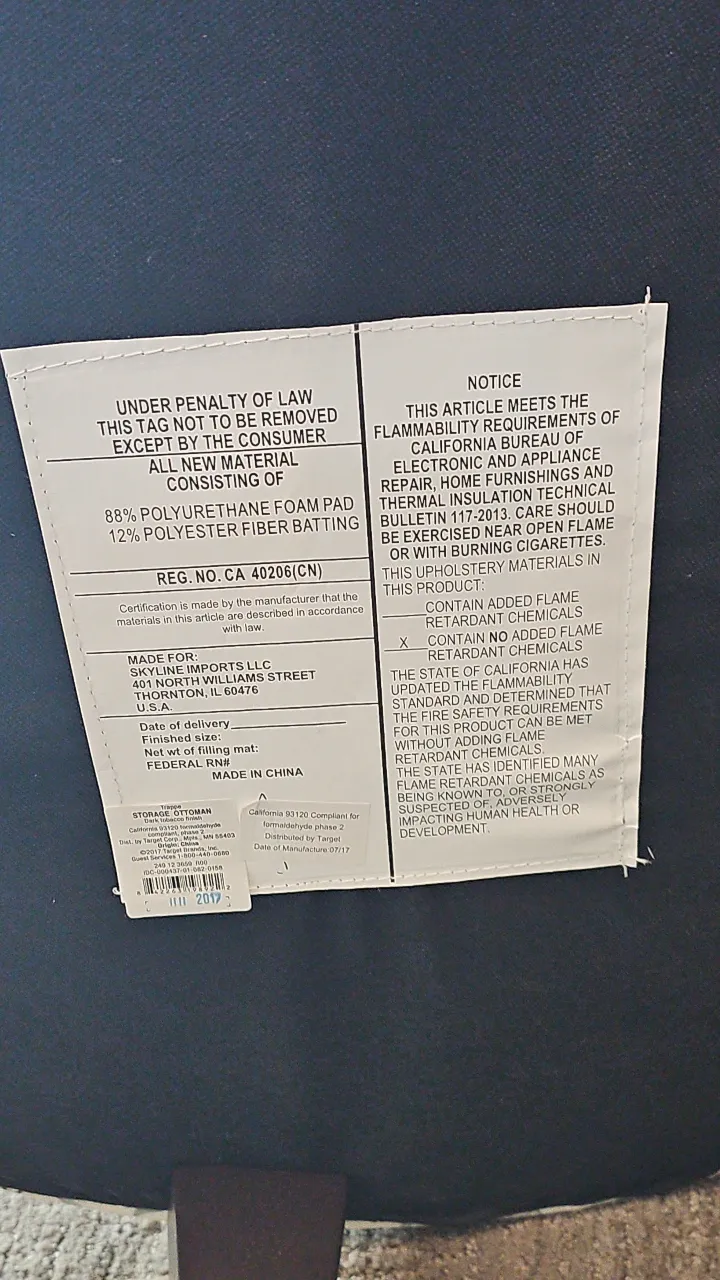 UNDER PENALTY OF LAW
THIS TAG NOT TO BE REMOVED
EXCEPT BY THE CONSUMER
ALL NEW MATERIAL
CONSISTING OF
88% POLYURETHANE FOAM PAD
12% POLYESTER FIBER BATTING
REG. NO. CA 40206(CN)
Certification is made by the manufacturer that the
materials in this article are described in accordance
with law.
MADE FOR:
SKYLINE IMPORTS LLC
401 NORTH WILLIAMS STREET
THORNTON, IL 60476
U.S.A.
Date of delivery
Finished size:
Net wt of filling mat:
FEDERAL RN#
MADE IN CHINA
Trappe
STORAGE OTTOMAN
Dark tobacco finish
California 93120 formaldehyde
compliant, phase 2
Dist. by Target Corp., Mpls., MN 55403
Origin: China
©2017 Target Brands, Inc.
Guest Services 1-800-440-0680
249 12 3659
2017
California 93120 Compliant for
formaldehyde phase 2
Distributed by Target
Date of Manufacture 07/17
NOTICE
THIS ARTICLE MEETS THE
FLAMMABILITY REQUIREMENTS OF
CALIFORNIA BUREAU OF
ELECTRONIC AND APPLIANCE
REPAIR, HOME FURNISHINGS AND
THERMAL INSULATION TECHNICAL
BULLETIN 117-2013. CARE SHOULD
BE EXERCISED NEAR OPEN FLAME
OR WITH BURNING CIGARETTES.
THIS UPHOLSTERY MATERIALS IN
THIS PRODUCT:
CONTAIN ADDED FLAME
RETARDANT CHEMICALS
X CONTAIN NO ADDED FLAME
RETARDANT CHEMICALS
THE STATE OF CALIFORNIA HAS
UPDATED THE FLAMMABILITY
STANDARD AND DETERMINED THAT
THE FIRE SAFETY REQUIREMENTS
FOR THIS PRODUCT CAN BE MET
WITHOUT ADDING FLAME
RETARDANT CHEMICALS.
THE STATE HAS IDENTIFIED MANY
FLAME RETARDANT CHEMICALS AS
BEING KNOWN TO, OR STRONGLY
SUSPECTED OF, ADVERSELY
IMPACTING HUMAN HEALTH OR
DEVELOPMENT.